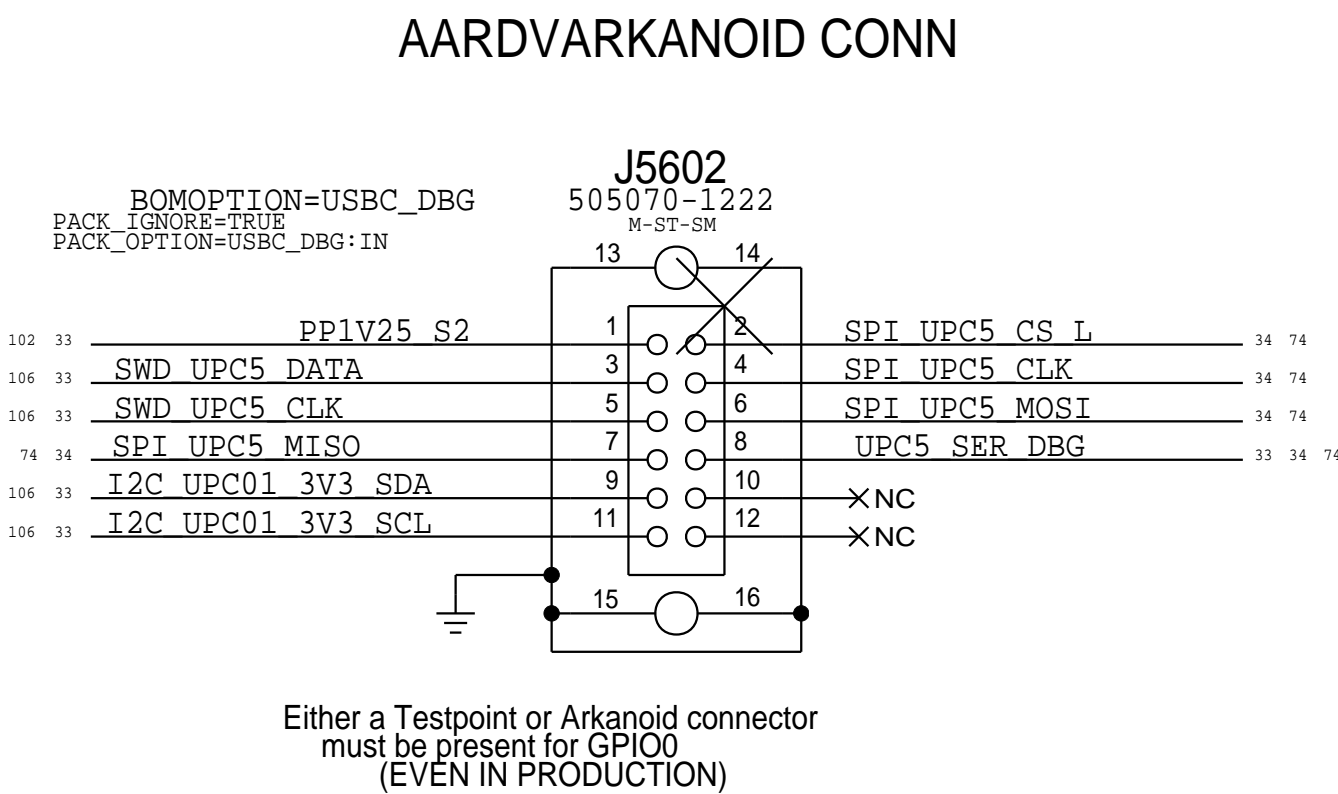 AARDVARKANOID CONN
J5602
BOMOPTION=USBC_DBG 505070-1222
PACK_IGNORE=TRUE M-ST-SM
PACK_OPTION=USBC_DBG:IN
13 14
102 33 PP1V25_S2 1 2 SPI_UPC5_CS_L 34 74
106 33 SWD_UPC5_DATA 3 4 SPI_UPC5_CLK 34 74
106 33 SWD_UPC5_CLK 5 6 SPI_UPC5_MOSI 34 74
74 34 SPI_UPC5_MISO 7 8 UPC5_SER_DBG 33 34 74
106 33 I2C_UPC01_3V3_SDA 9 10 NC
106 33 I2C_UPC01_3V3_SCL 11 12 NC
15 16
Either a Testpoint or Arkanoid connector
must be present for GPIO0
(EVEN IN PRODUCTION)